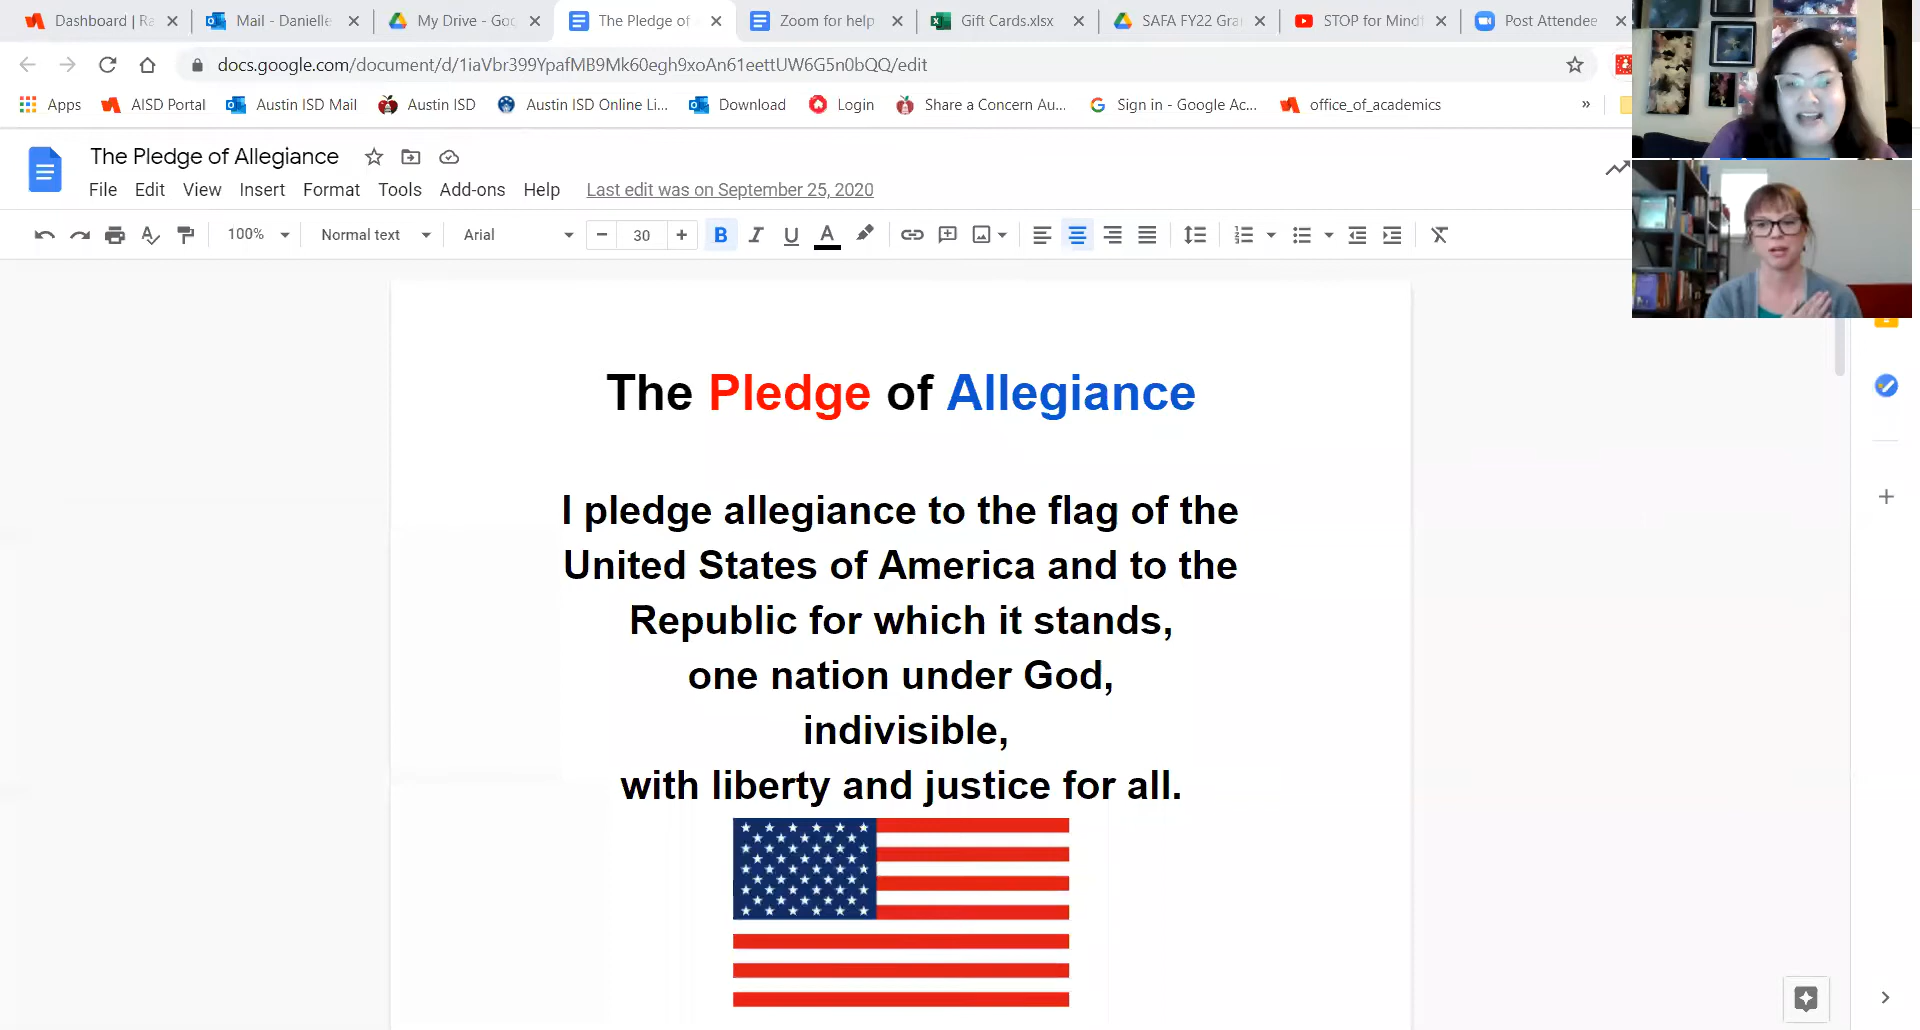 Dashboard | Ra
Mail - Danielle
My Drive - Goo
The Pledge of
Zoom for help
Gift Cards.xlsx
SAFA FY22 Gra
STOP for Mind
Post Attendee
docs.google.com/document/d/1iaVbr399YpafMB9Mk60egh9xoAn61eettUW6G5n0bQQ/edit
Apps
AISD Portal
Austin ISD Mail
Austin ISD
Austin ISD Online Li...
Download
Login
Share a Concern Au...
Sign in - Google Ac...
office_of_academics
»
The Pledge of Allegiance
File Edit View Insert Format Tools Add-ons Help Last edit was on September 25, 2020
100% Normal text Arial − 30 + B I U A
The Pledge of Allegiance
I pledge allegiance to the flag of the
United States of America and to the
Republic for which it stands,
one nation under God,
indivisible,
with liberty and justice for all.